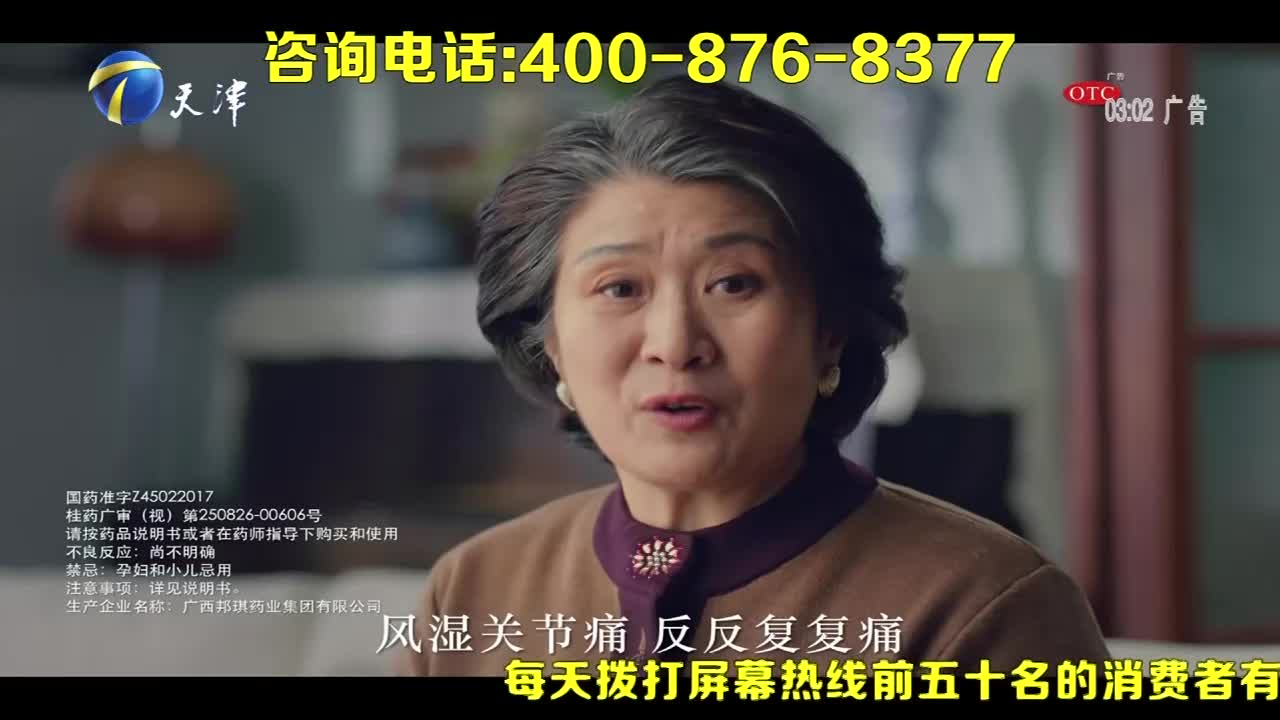 咨询电话:400-876-8377
天津
广告
OTC
03:02 广告
国药准字Z45022017
桂药广审（视）第250826-00606号
请按药品说明书或者在药师指导下购买和使用
不良反应：尚不明确
禁忌：孕妇和小儿忌用
注意事项：详见说明书。
生产企业名称：广西邦琪药业集团有限公司
风湿关节痛 反反复复痛
每天拨打屏幕热线前五十名的消费者有